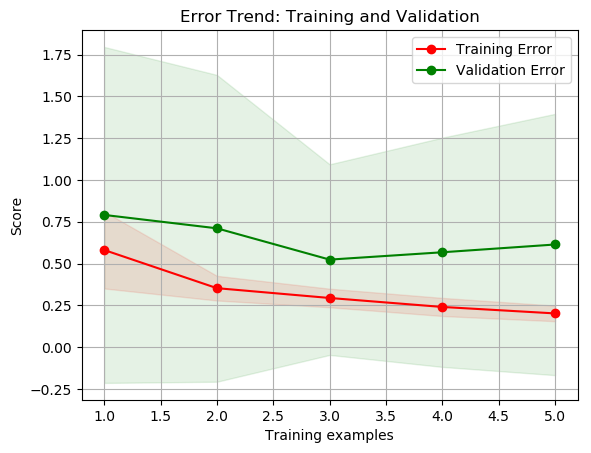 Error Trend: Training and Validation
Training Error
Validation Error
Score
1.75
1.50
1.25
1.00
0.75
0.50
0.25
0.00
−0.25
1.0 1.5 2.0 2.5 3.0 3.5 4.0 4.5 5.0
Training examples